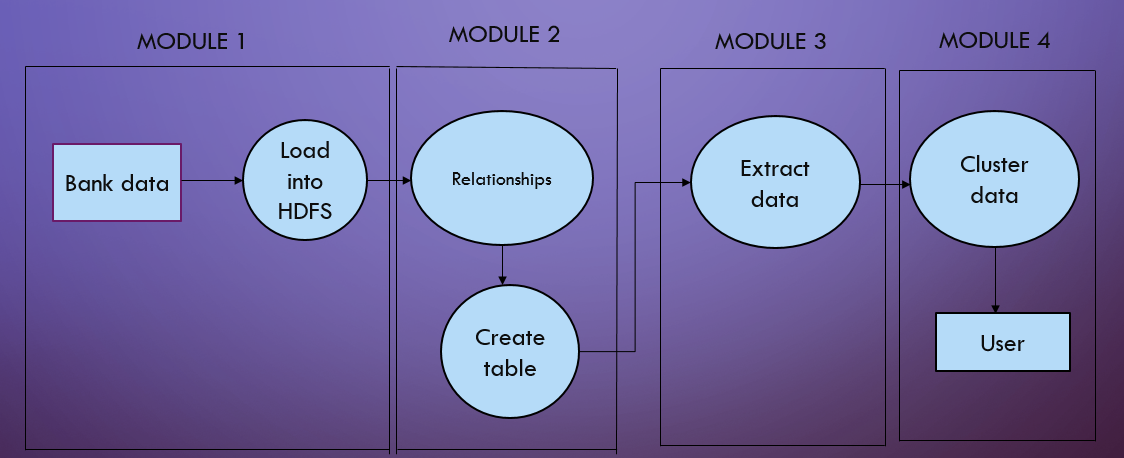 MODULE 1
MODULE 2
MODULE 3
MODULE 4
Bank data
Load
into
HDFS
Relationships
Create
table
Extract
data
Cluster
data
User